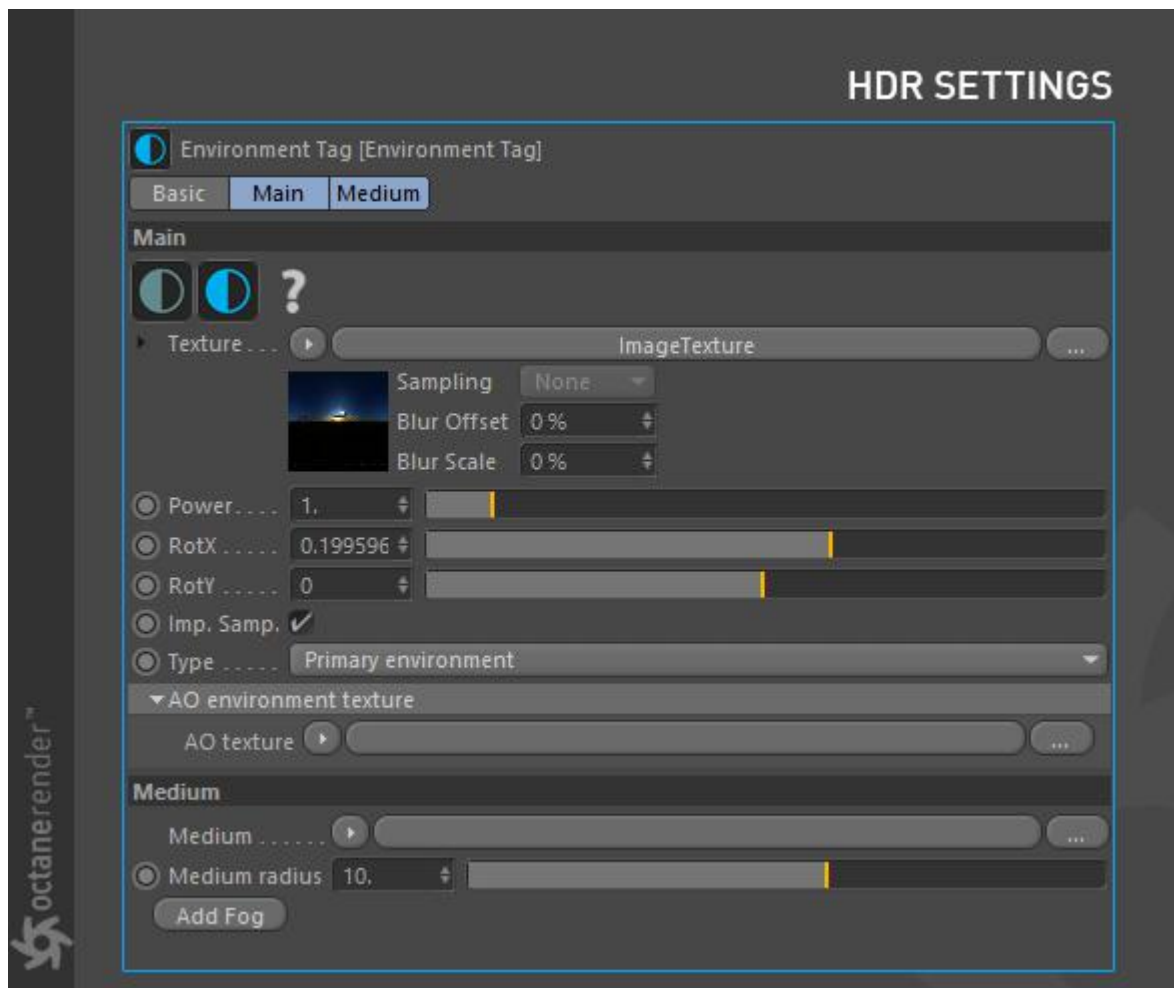 HDR SETTINGS
Environment Tag [Environment Tag]
Basic Main Medium
Main
?
Texture . . . ImageTexture ...
Sampling None
Blur Offset 0 %
Blur Scale 0 %
Power. . . . 1.
RotX . . . . . 0.199596
RotY . . . . . 0
Imp. Samp.
Type . . . . . Primary environment
AO environment texture
AO texture ...
Medium
Medium . . . . . . ...
Medium radius 10.
Add Fog
octanerender™